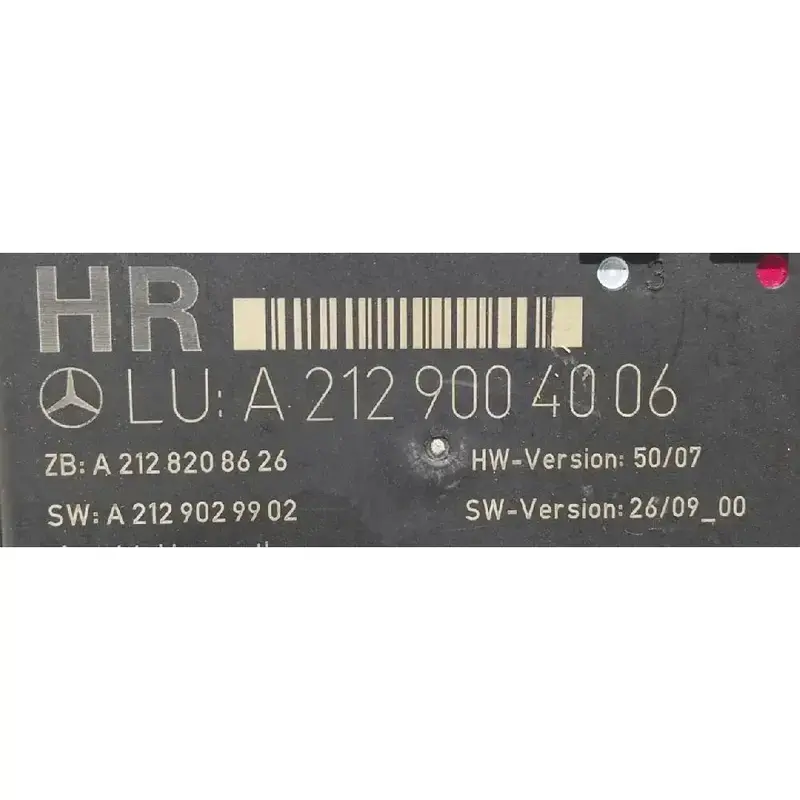 HR
3
LU: A 212 900 40 06
ZB: A 212 820 86 26
HW-Version: 50/07
SW: A 212 902 99 02
SW-Version: 26/09_00